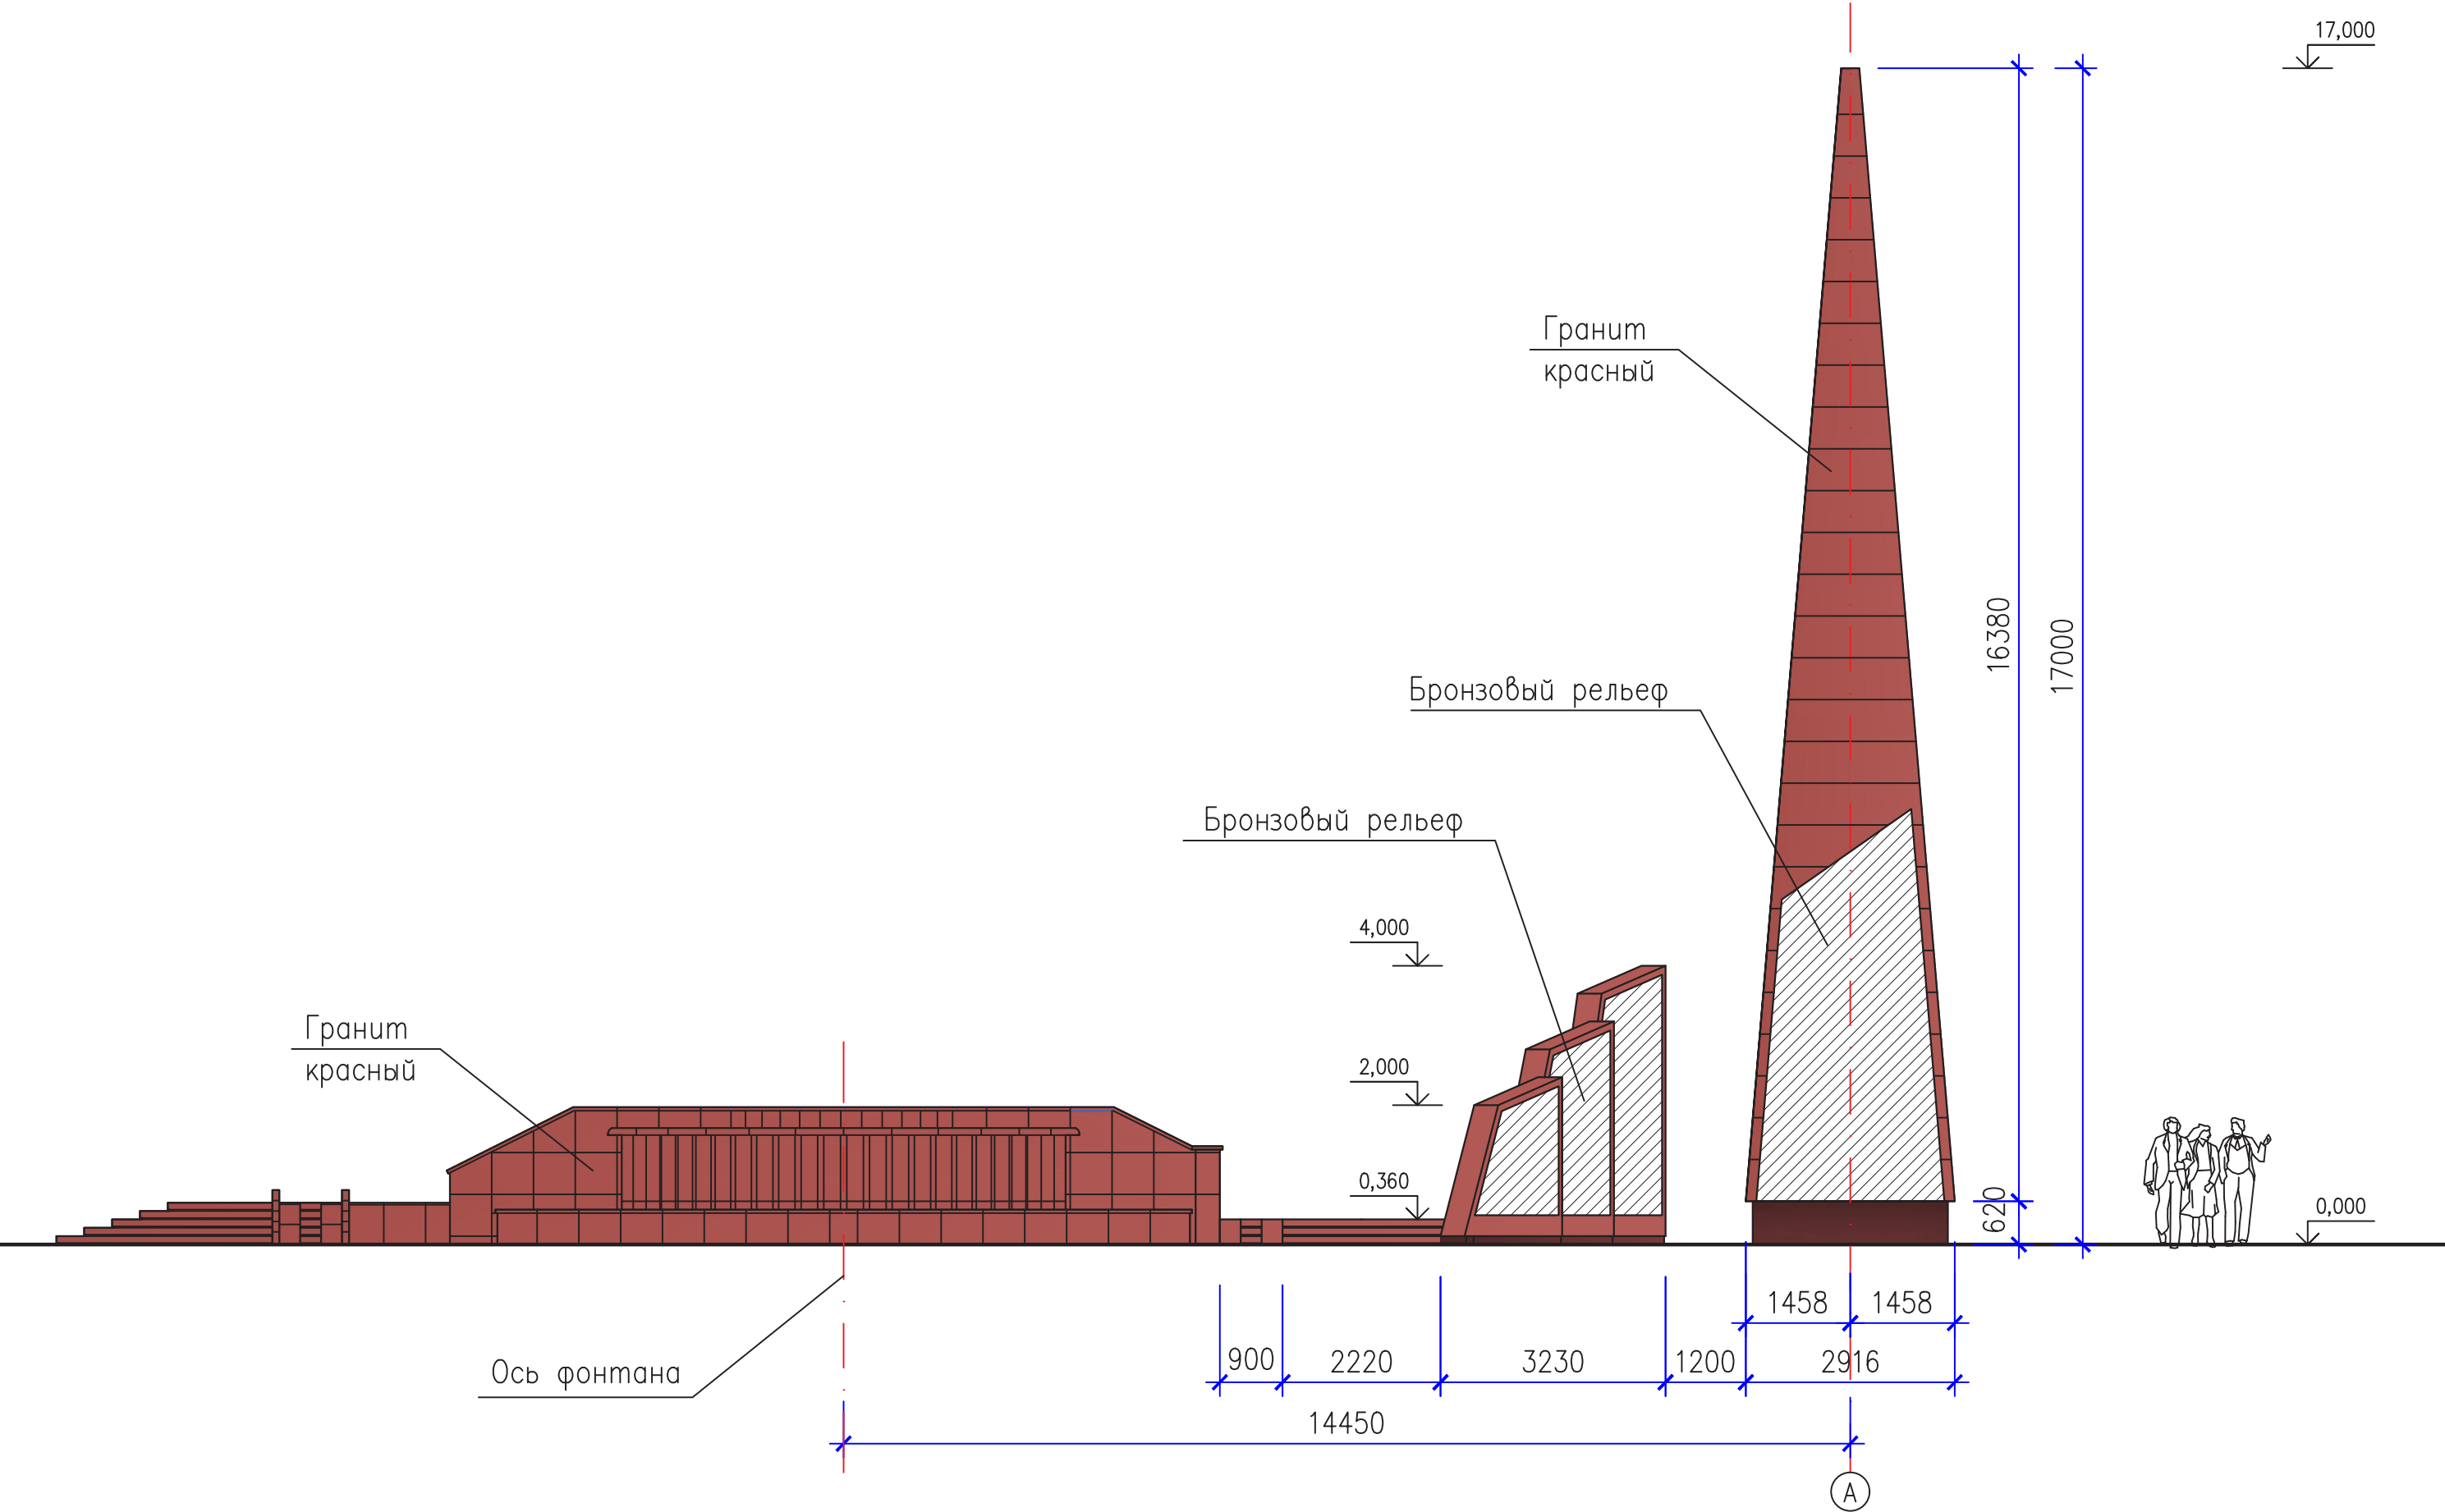 17,000
Гранит
красный
16380
17000
Бронзовый рельеф
Бронзовый рельеф
4,000
Гранит
красный
2,000
0,360
620
0,000
1458
1458
Ось фонтана
900
2220
3230
1200
2916
14450
А